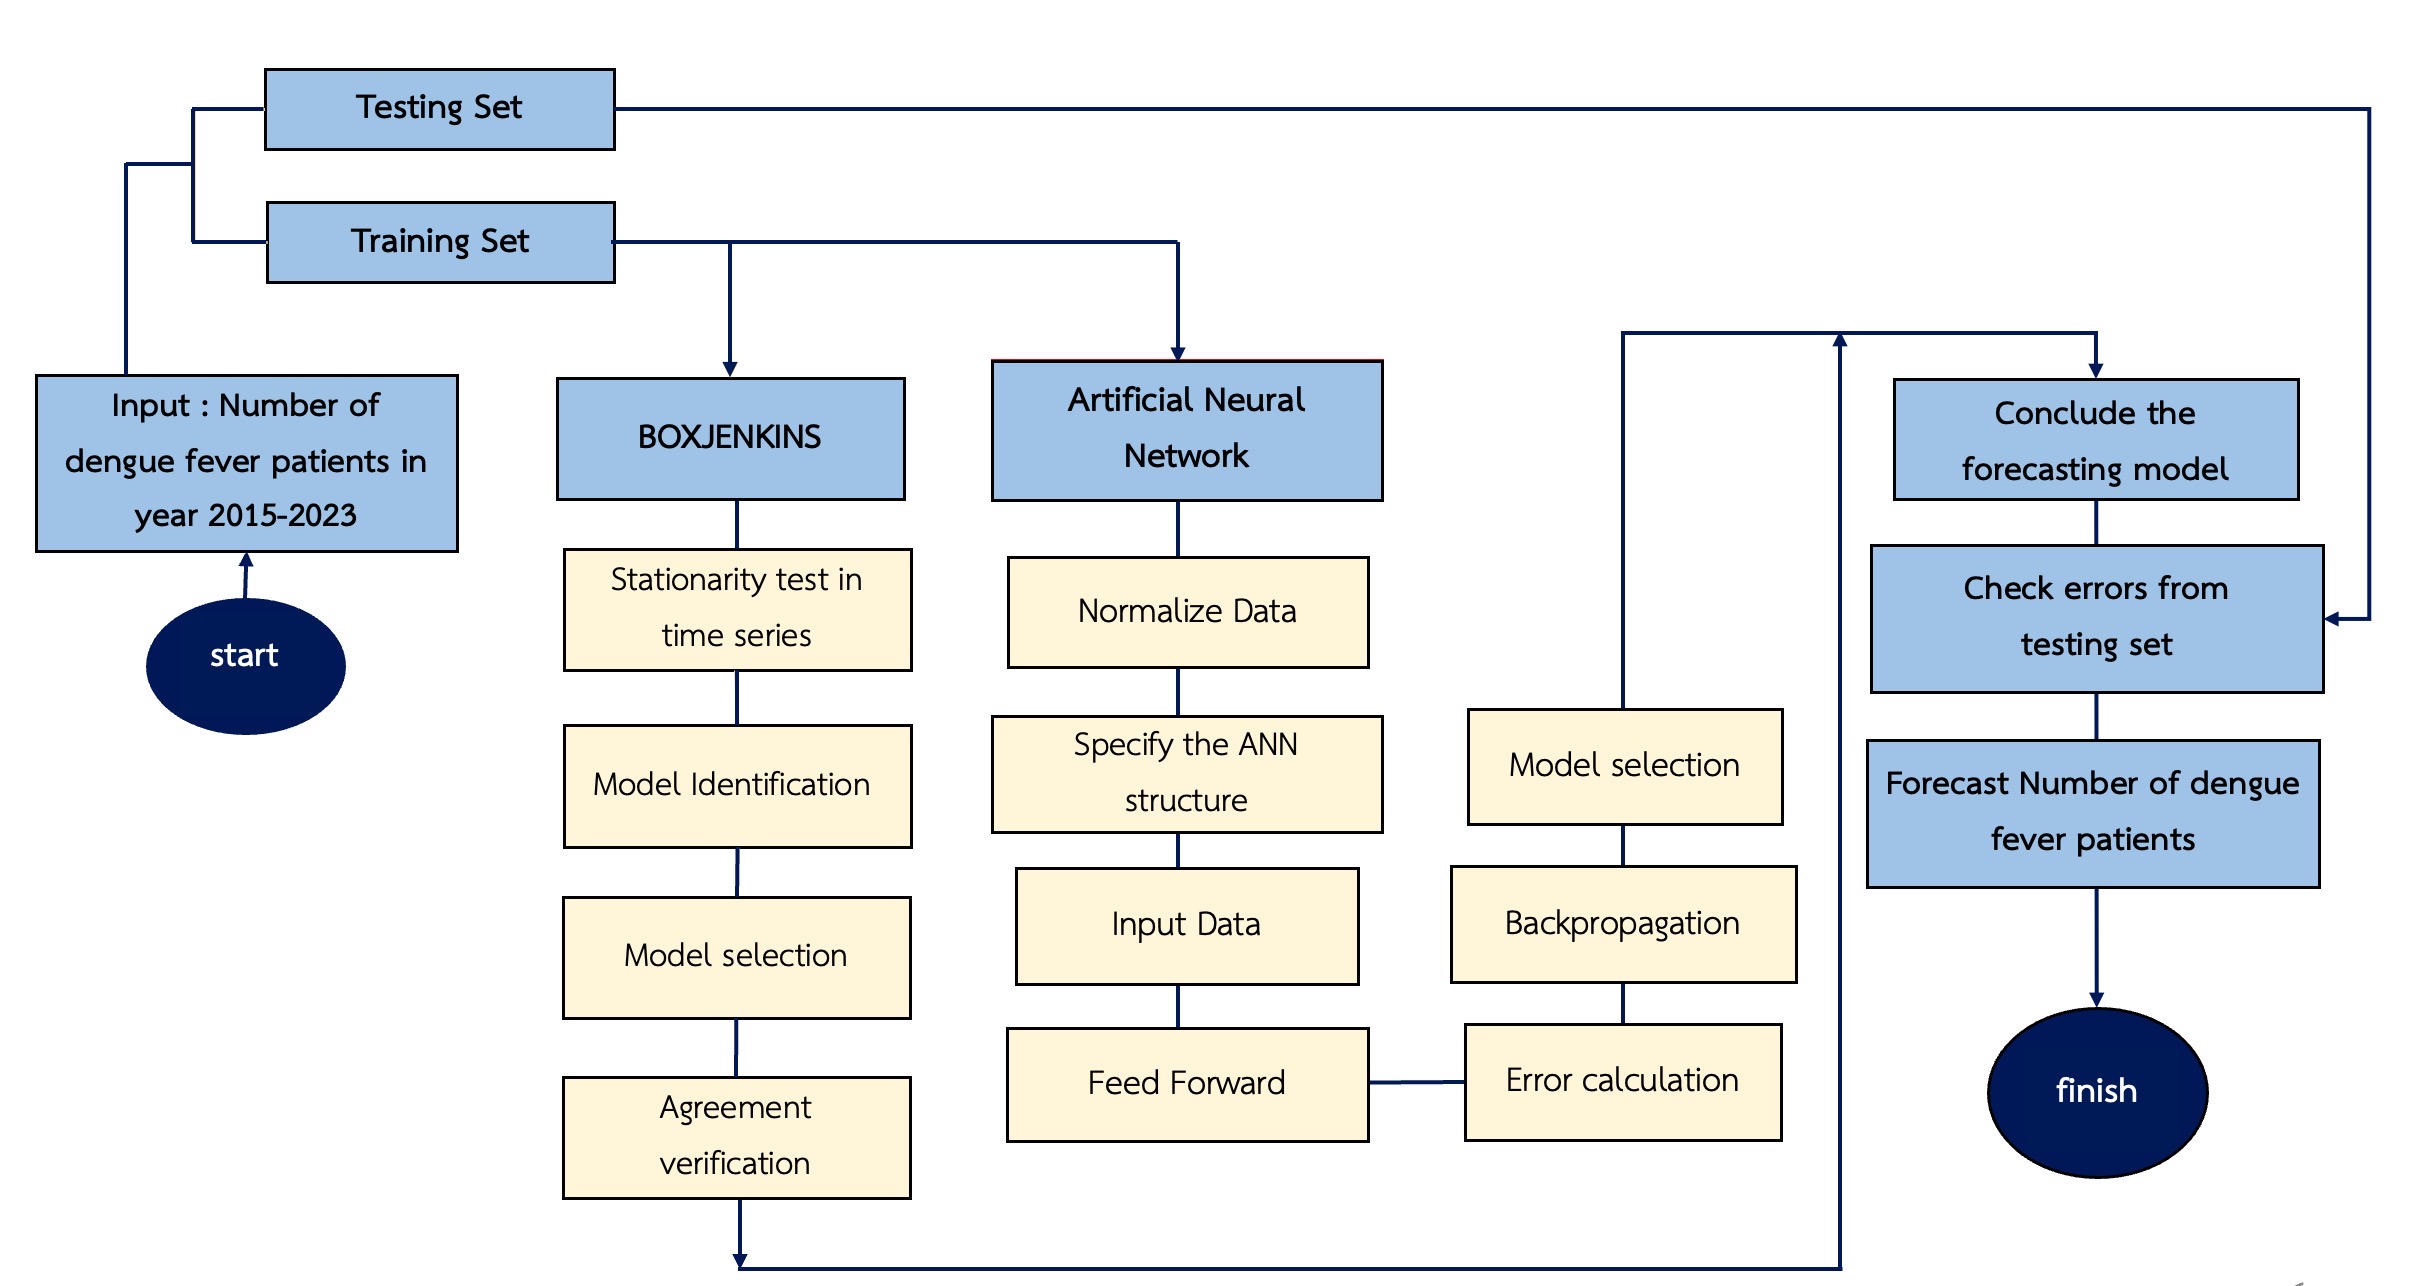 Testing Set
Training Set
Input : Number of
dengue fever patients in
year 2015-2023
start
BOXJENKINS
Stationarity test in
time series
Model Identification
Model selection
Agreement
verification
Artificial Neural
Network
Normalize Data
Specify the ANN
structure
Input Data
Feed Forward
Error calculation
Backpropagation
Model selection
Conclude the
forecasting model
Check errors from
testing set
Forecast Number of dengue
fever patients
finish